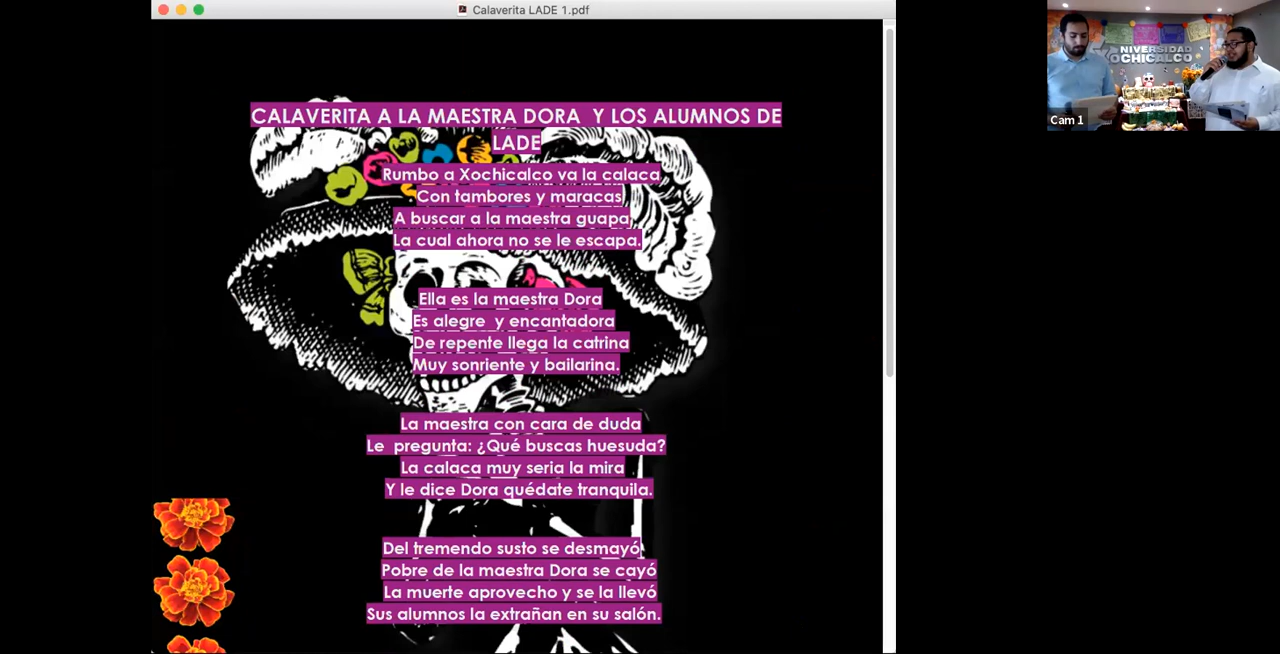 Calaverita LADE 1.pdf
CALAVERITA A LA MAESTRA DORA Y LOS ALUMNOS DE
LADE
Rumbo a Xochicalco va la calaca
Con tambores y maracas
A buscar a la maestra guapa
La cual ahora no se le escapa.
Ella es la maestra Dora
Es alegre y encantadora
De repente llega la catrina
Muy sonriente y bailarina.
La maestra con cara de duda
Le pregunta: ¿Qué buscas huesuda?
La calaca muy seria la mira
Y le dice Dora quédate tranquila.
Del tremendo susto se desmayó
Pobre de la maestra Dora se cayó
La muerte aprovecho y se la llevó
Sus alumnos la extrañan en su salón.
NIVERSIDAD
OCHICALCO
Cam 1